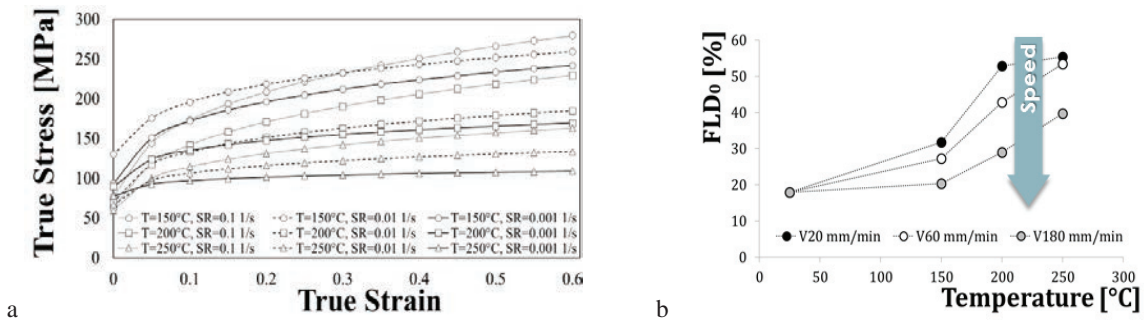 True Stress [MPa]
300
250
200
150
100
50
0
T=150°C, SR=0.1 1/s
T=150°C, SR=0.01 1/s
T=150°C, SR=0.001 1/s
T=200°C, SR=0.1 1/s
T=200°C, SR=0.01 1/s
T=200°C, SR=0.001 1/s
T=250°C, SR=0.1 1/s
T=250°C, SR=0.01 1/s
T=250°C, SR=0.001 1/s
0 0.1 0.2 0.3 0.4 0.5 0.6
True Strain
a
FLD₀ [%]
60
50
40
30
20
10
0
Speed
V20 mm/min V60 mm/min V180 mm/min
0 50 100 150 200 250 300
Temperature [°C]
b